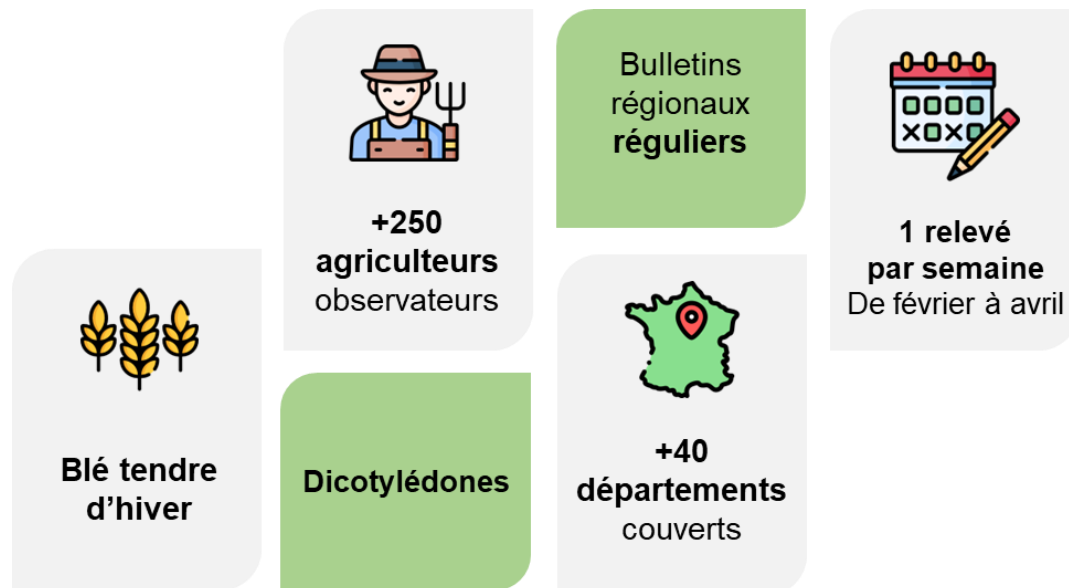 Blé tendre
d’hiver
+250
agriculteurs
observateurs
Dicotylédones
Bulletins
régionaux
réguliers
+40
départements
couverts
1 relevé
par semaine
De février à avril